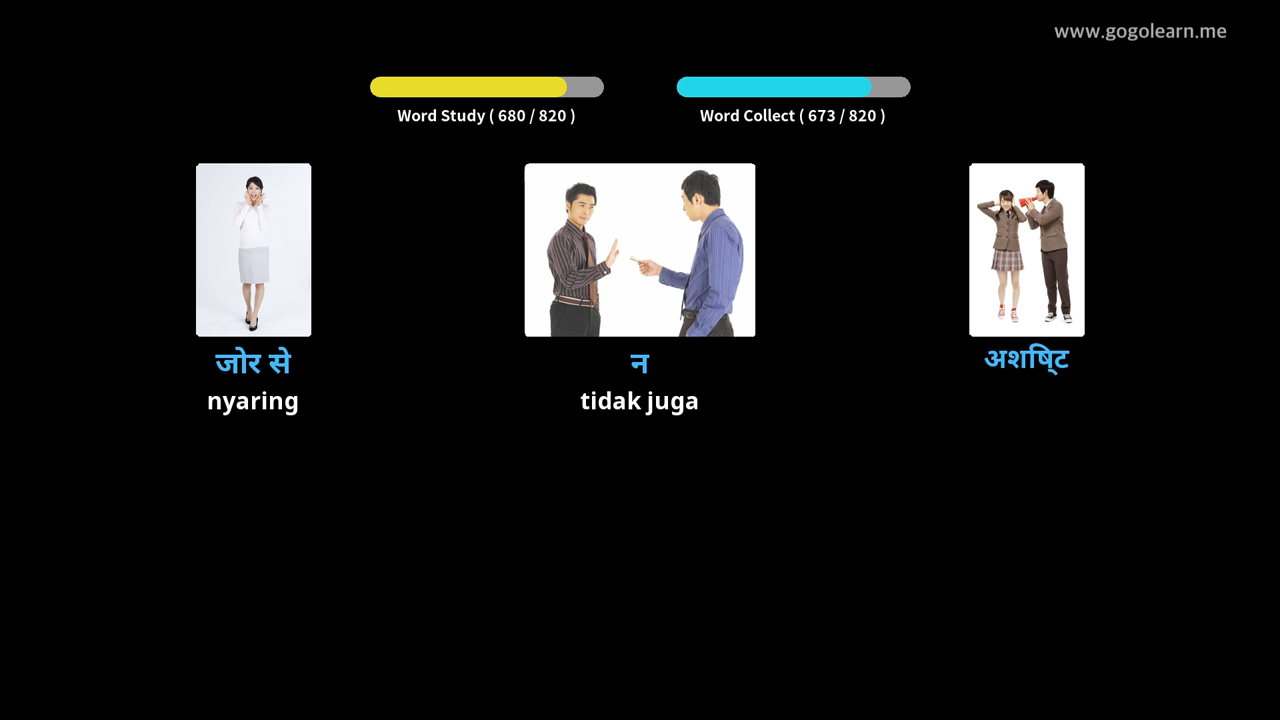 www.gogolearn.me
Word Study ( 680 / 820 )
Word Collect ( 673 / 820 )
जोर से
न
अशिष्ट
nyaring
tidak juga